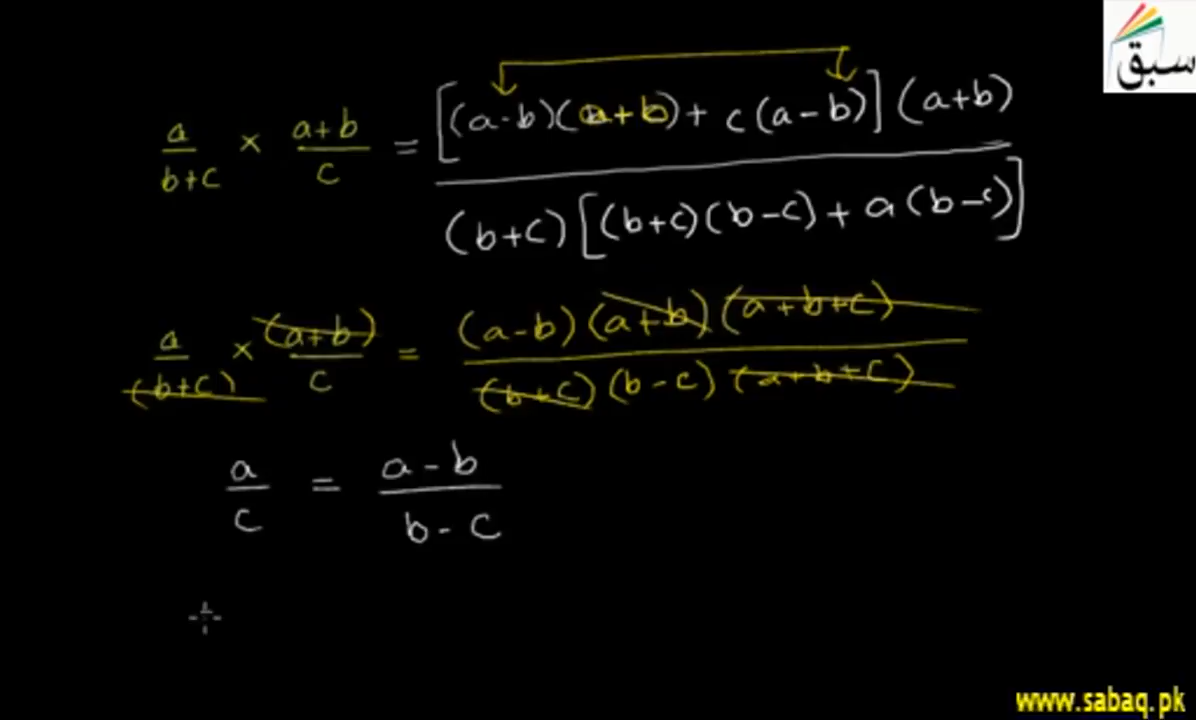 سبق
a/(b+c) × (a+b)/c = [(a-b)(a+b)+c(a-b)](a+b) / (b+c)[(b+c)(b-c)+a(b-c)]
a/(b+c) × (a+b)/c = (a-b)(a+b)(a+b+c) / (b+c)(b-c)(a+b+c)
a/c = (a-b)/(b-c)
www.sabaq.pk